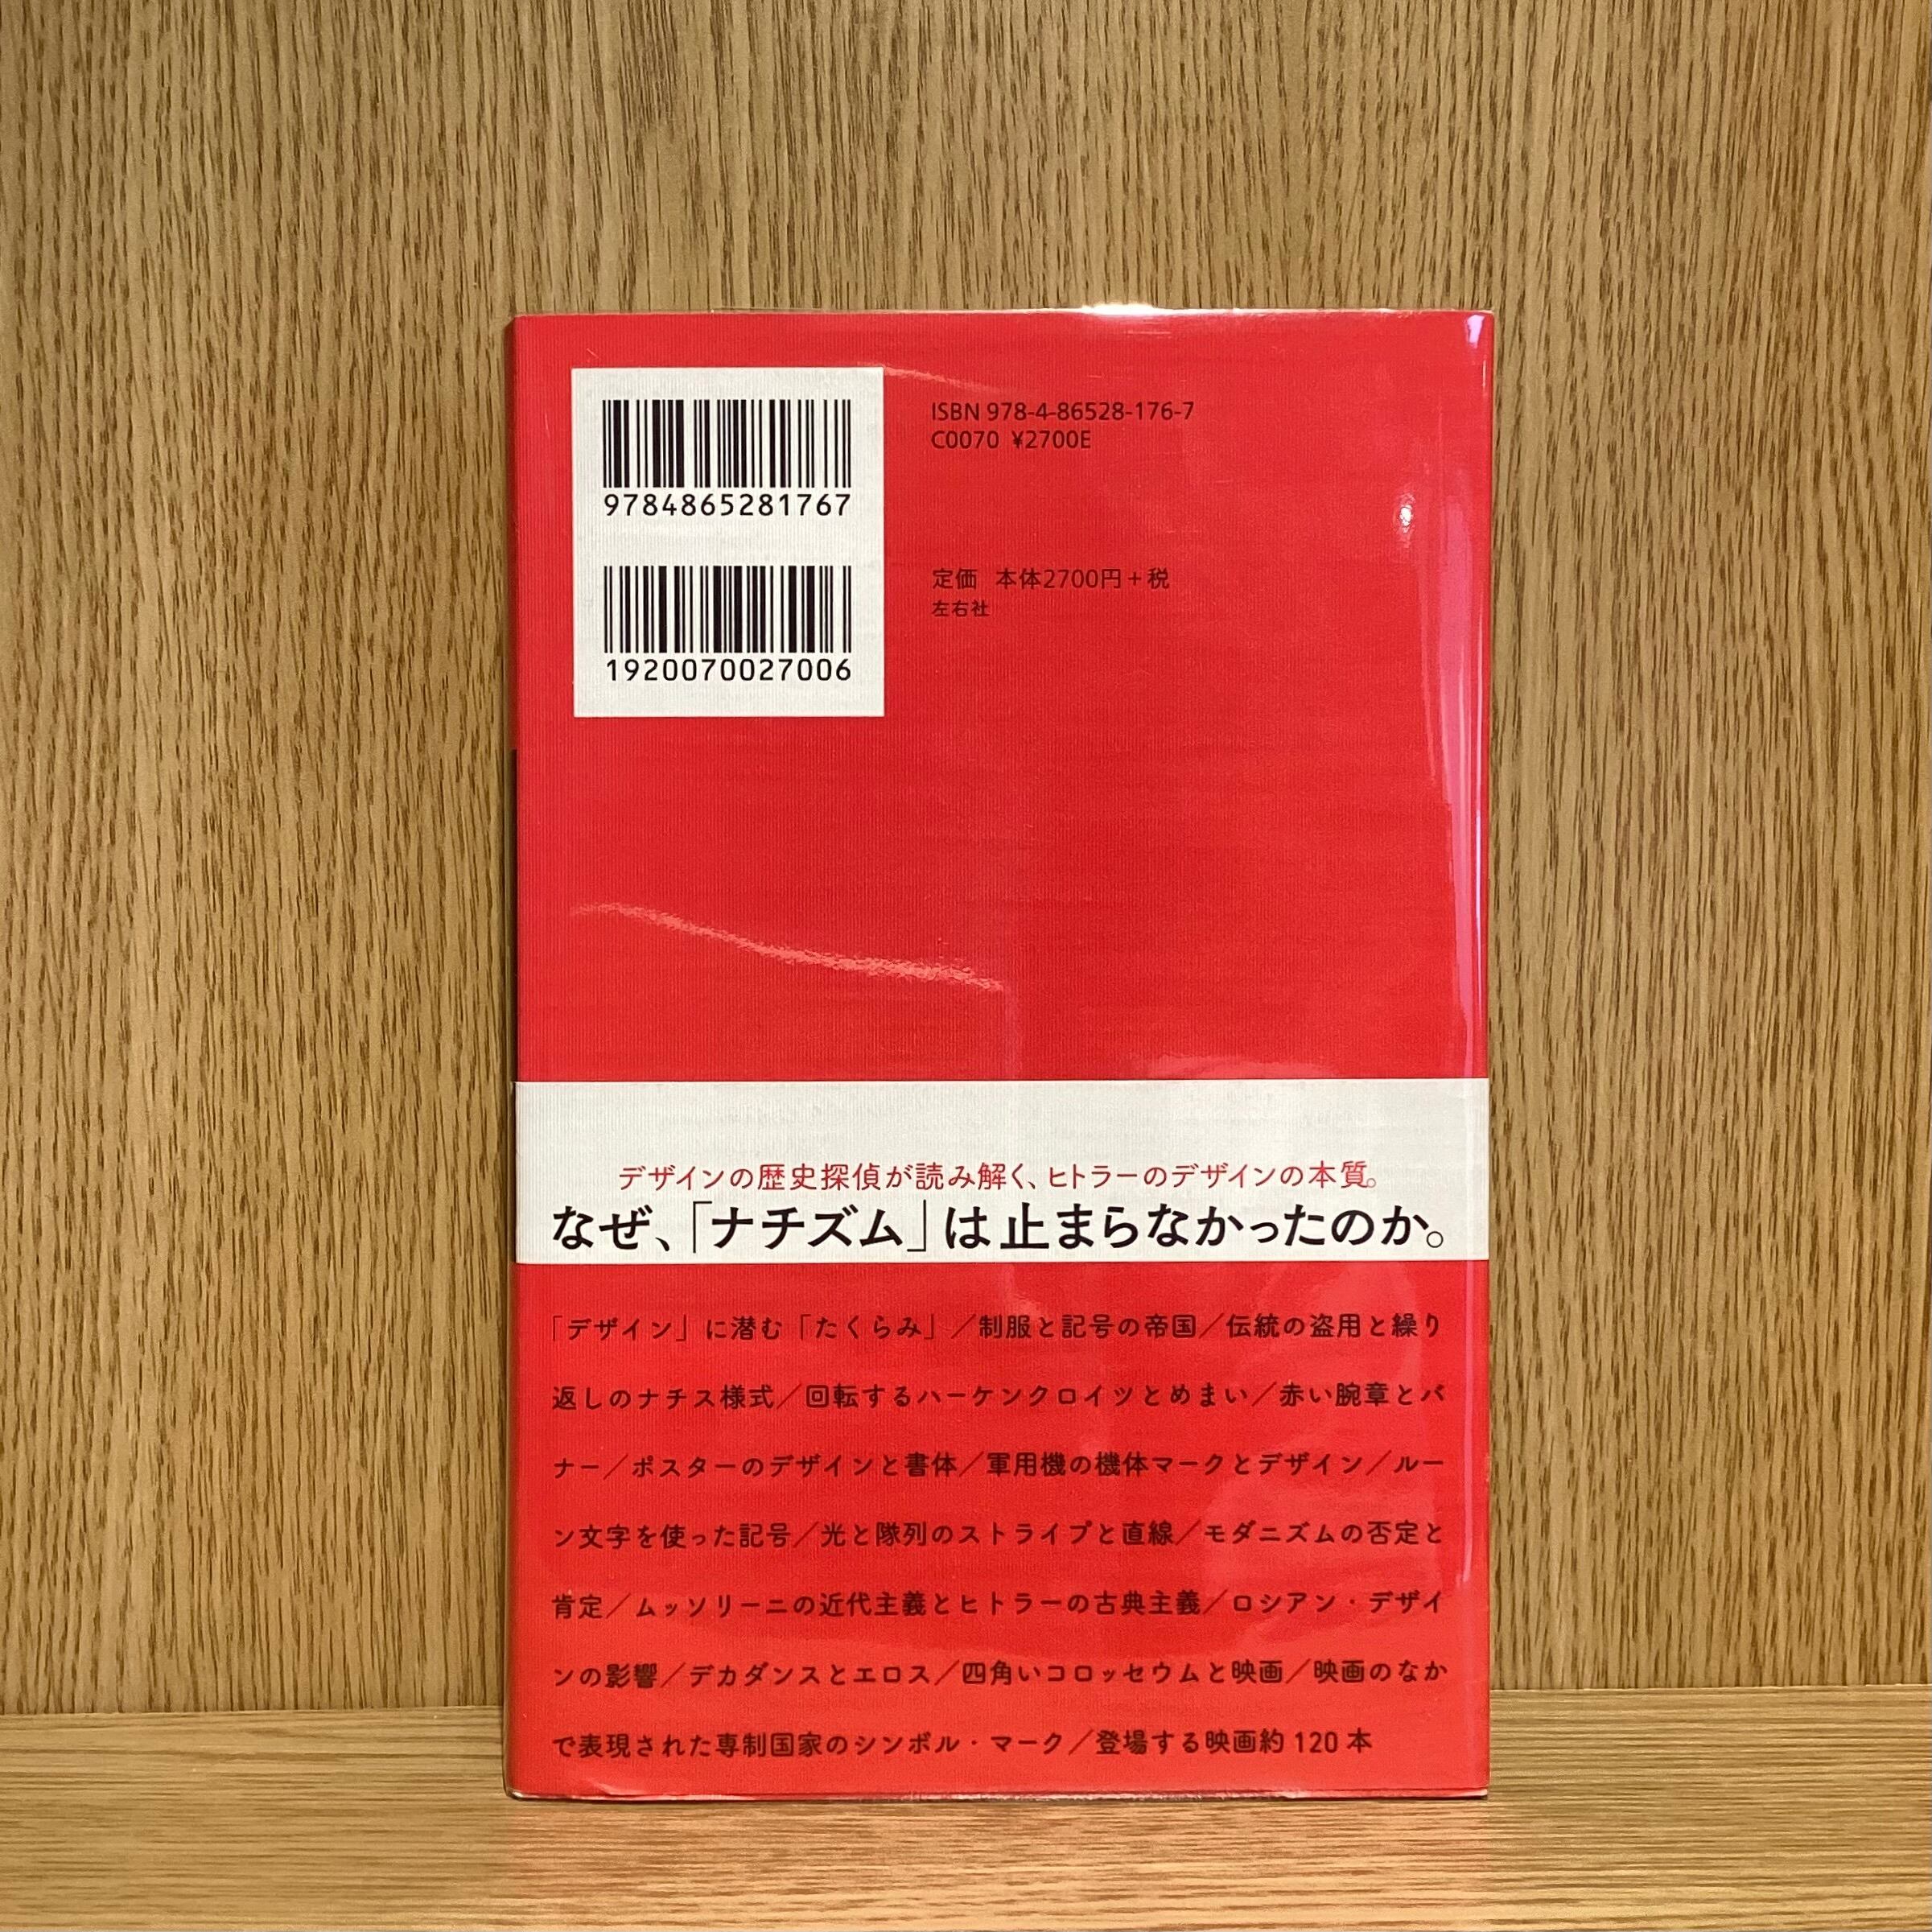 9784865281767
1920070027006
ISBN 978-4-86528-176-7
C0070 ¥2700E
定価 本体2700円+税
左右社
デザインの歴史探偵が読み解く、ヒトラーのデザインの本質。
なぜ、「ナチズム」は止まらなかったのか。
「デザイン」に潜む「たくらみ」/制服と記号の帝国/伝統の盗用と繰り
返しのナチス様式/回転するハーケンクロイツとめまい/赤い腕章とバ
ナー/ポスターのデザインと書体/軍用機の機体マークとデザイン/ルー
ン文字を使った記号/光と隊列のストライプと直線/モダニズムの否定と
肯定/ムッソリーニの近代主義とヒトラーの古典主義/ロシアン・デザイ
ンの影響/デカダンスとエロス/四角いコロッセウムと映画/映画のなか
で表現された専制国家のシンボル・マーク/登場する映画約120本